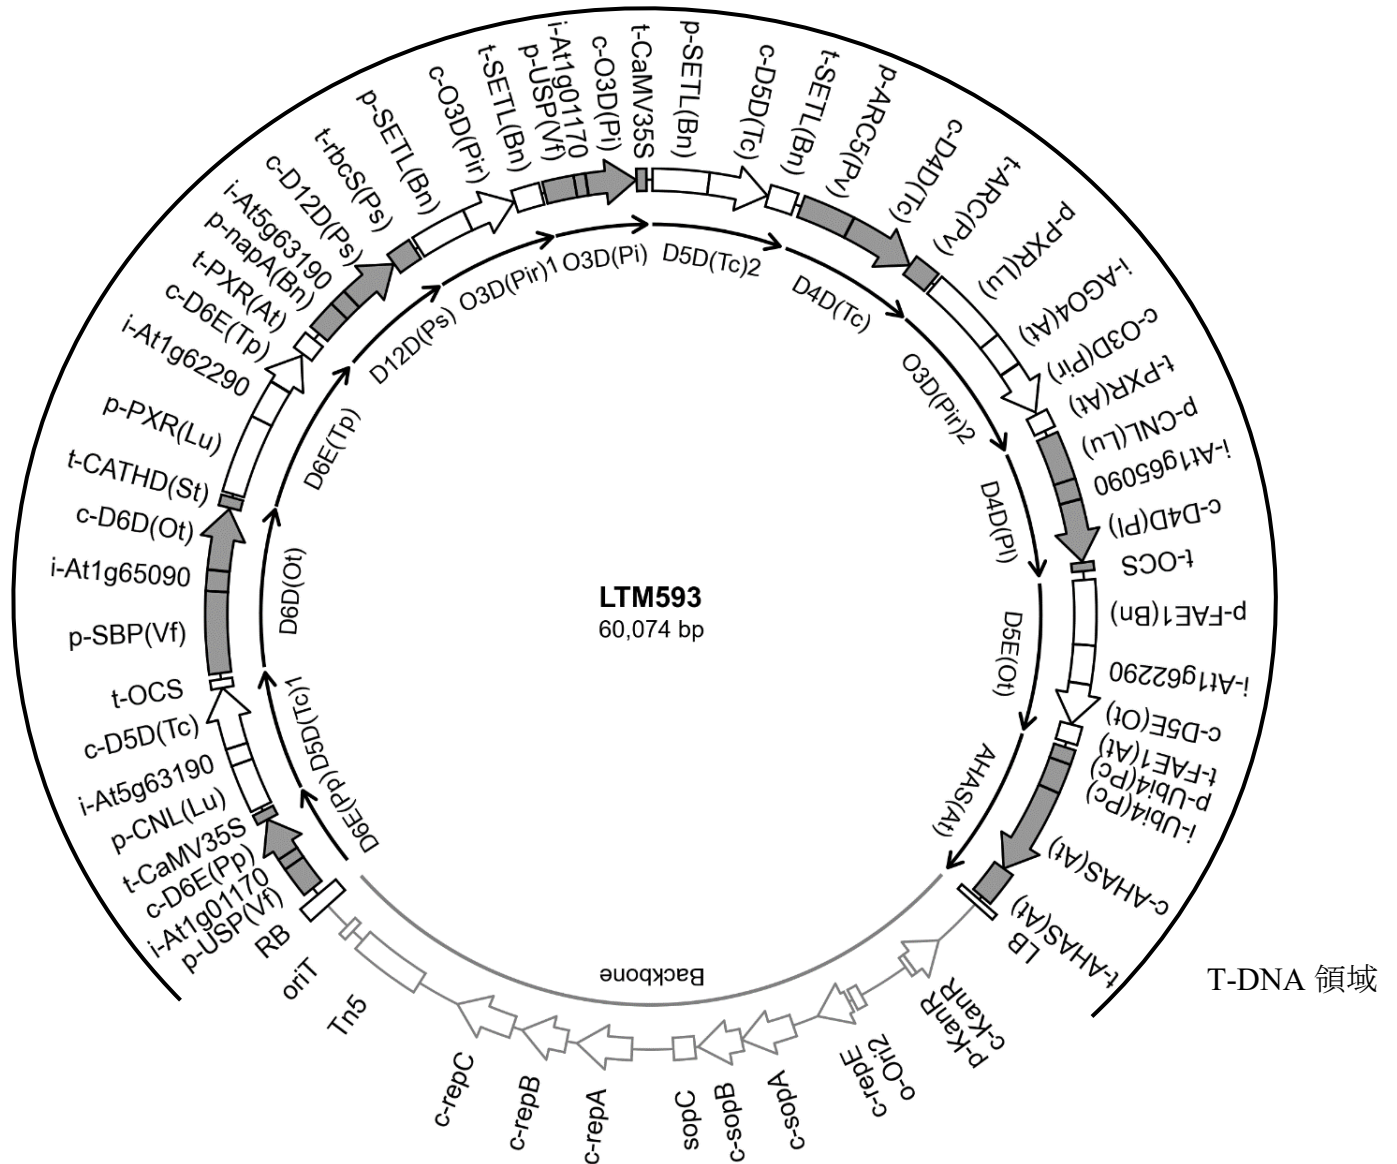 LTM593
60,074 bp
RB
p-USP(Vf)
i-At1g01170
c-D6E(Pp)
t-CaMV35S
p-CNL(Lu)
i-At5g63190
c-D5D(Tc)
t-OCS
p-SBP(Vf)
i-At1g65090
c-D6D(Ot)
t-CATHD(St)
p-PXR(Lu)
i-At1g62290
c-D6E(Tp)
t-PXR(At)
p-napA(Bn)
i-At5g63190
c-D12D(Ps)
t-rbcS(Ps)
p-SETL(Bn)
c-O3D(Pir)
t-SETL(Bn)
p-USP(Vf)
i-At1g01170
c-O3D(Pi)
t-CaMV35S
p-SETL(Bn)
c-D5D(Tc)
t-SETL(Bn)
p-ARC5(Pv)
c-D4D(Tc)
t-ARC(Pv)
p-PXR(Lu)
i-AGO4(At)
c-O3D(Pir)
t-PXR(At)
p-CNL(Lu)
i-At1g65090
c-D4D(Pl)
t-OCS
p-FAE1(Bn)
i-At1g62290
c-D5E(Ot)
t-FAE1(At)
p-Ubi4(Pc)
i-Ubi4(Pc)
c-AHAS(At)
t-AHAS(At)
LB
D6E(Pp)
D5D(Tc)1
D6D(Ot)
D6E(Tp)
D12D(Ps)
O3D(Pir)1
O3D(Pi)
D5D(Tc)2
D4D(Tc)
O3D(Pir)2
D4D(Pl)
D5E(Ot)
AHAS(At)
Backbone
c-KanR
p-KanR
o-Ori2
c-repE
c-sopA
c-sopB
sopC
c-repA
c-repB
c-repC
Tn5
oriT
T-DNA 領域